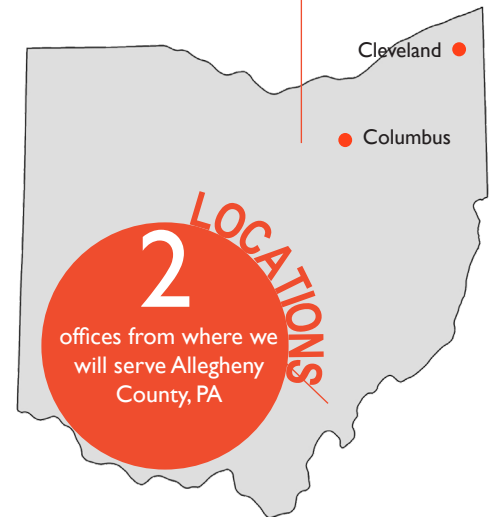 Cleveland
Columbus
LOCATIONS
2
offices from where we
will serve Allegheny
County, PA